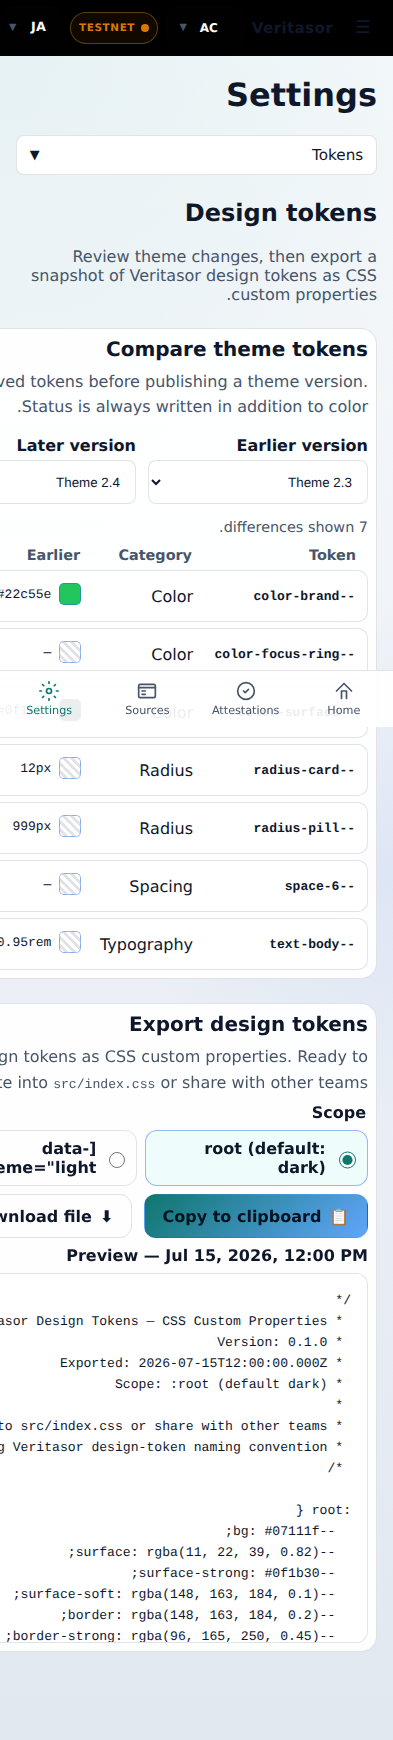 ☰ Veritasor AC ▼ TESTNET JA ▼
Settings
Tokens ▼
Design tokens
Review theme changes, then export a
snapshot of Veritasor design tokens as CSS
.custom properties
Compare theme tokens
ved tokens before publishing a theme version.
.Status is always written in addition to color
Earlier version Later version
Theme 2.3 Theme 2.4
.differences shown 7
Token Category Earlier
color-brand-- Color #22c55e
color-focus-ring-- Color —
Home Attestations Sources Settings
radius-card-- Radius 12px
radius-pill-- Radius 999px
space-6-- Spacing —
text-body-- Typography 0.95rem
Export design tokens
gn tokens as CSS custom properties. Ready to
te into src/index.css or share with other teams
Scope
root (default:
dark)
data-]
eme="light
📋 Copy to clipboard
⬇ wnload file
Preview — Jul 15, 2026, 12:00 PM
*/
asor Design Tokens — CSS Custom Properties *
Version: 0.1.0 *
Exported: 2026-07-15T12:00:00.000Z *
Scope: :root (default dark) *
*
to src/index.css or share with other teams *
g Veritasor design-token naming convention *
/*
} root:
;bg: #07111f--
;surface: rgba(11, 22, 39, 0.82)--
;surface-strong: #0f1b30--
;surface-soft: rgba(148, 163, 184, 0.1)--
;border: rgba(148, 163, 184, 0.2)--
;border-strong: rgba(96, 165, 250, 0.45)--